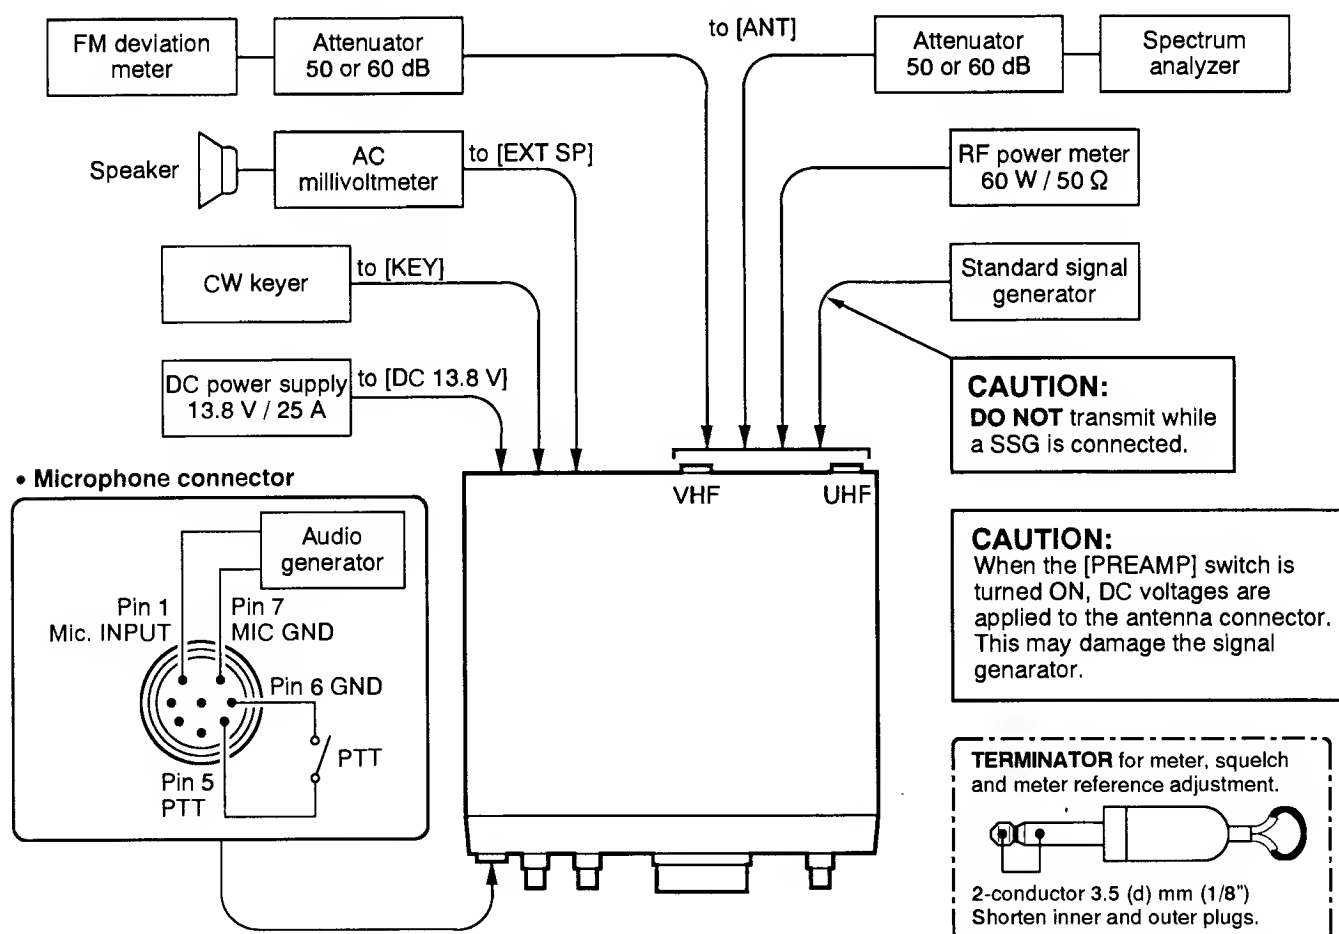 FM deviation
meter
Attenuator
50 or 60 dB
to [ANT]
Attenuator
50 or 60 dB
Spectrum
analyzer
Speaker
AC
millivoltmeter
to [EXT SP]
RF power meter
60 W / 50 Ω
CW keyer
to [KEY]
Standard signal
generator
DC power supply
13.8 V / 25 A
to [DC 13.8 V]
CAUTION:
DO NOT transmit while
a SSG is connected.
• Microphone connector
VHF
UHF
Audio
generator
Pin 1
Mic. INPUT
Pin 7
MIC GND
Pin 6 GND
PTT
Pin 5
PTT
CAUTION:
When the [PREAMP] switch is
turned ON, DC voltages are
applied to the antenna connector.
This may damage the signal
genarator.
TERMINATOR for meter, squelch
and meter reference adjustment.
2-conductor 3.5 (d) mm (1/8")
Shorten inner and outer plugs.